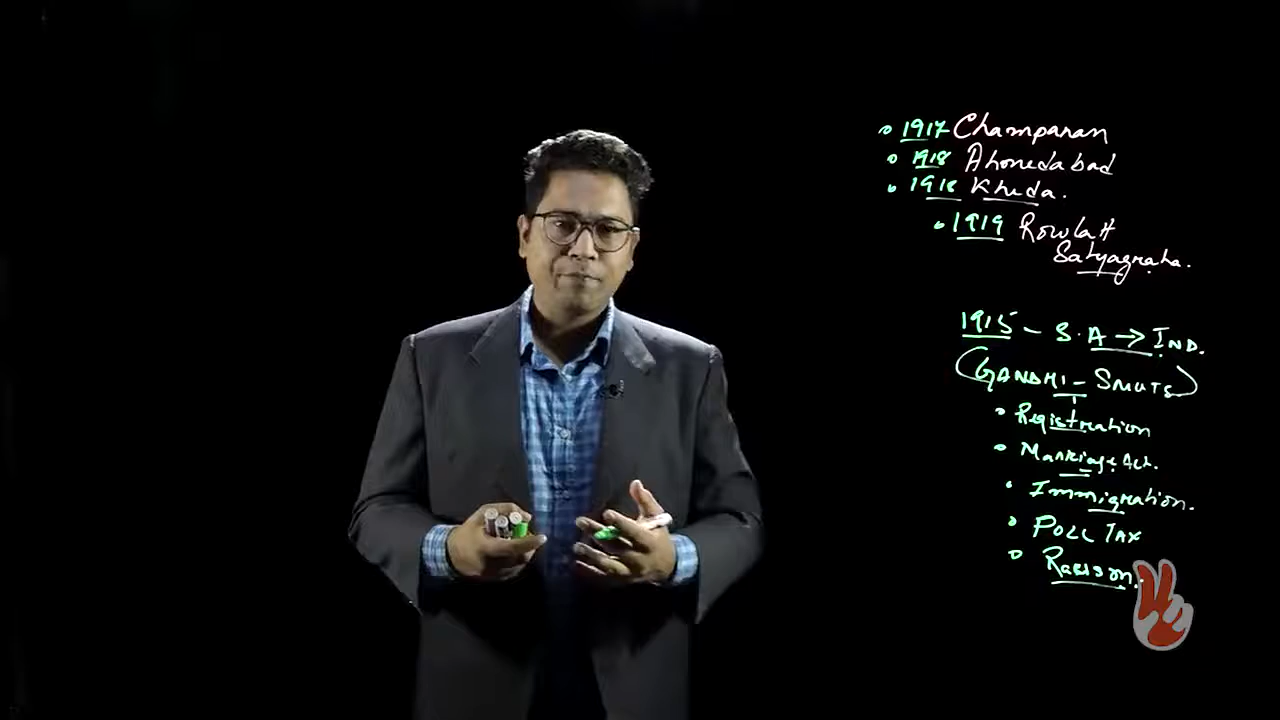 1917 Champaran
1918 Ahmedabad
1918 Kheda.
1919 Rowlatt
Satyagraha.
1915 - S.A → IND.
(GANDHI - SMUTS)
Registration
Marriage Act.
Immigration.
POLL TAX
Racism.